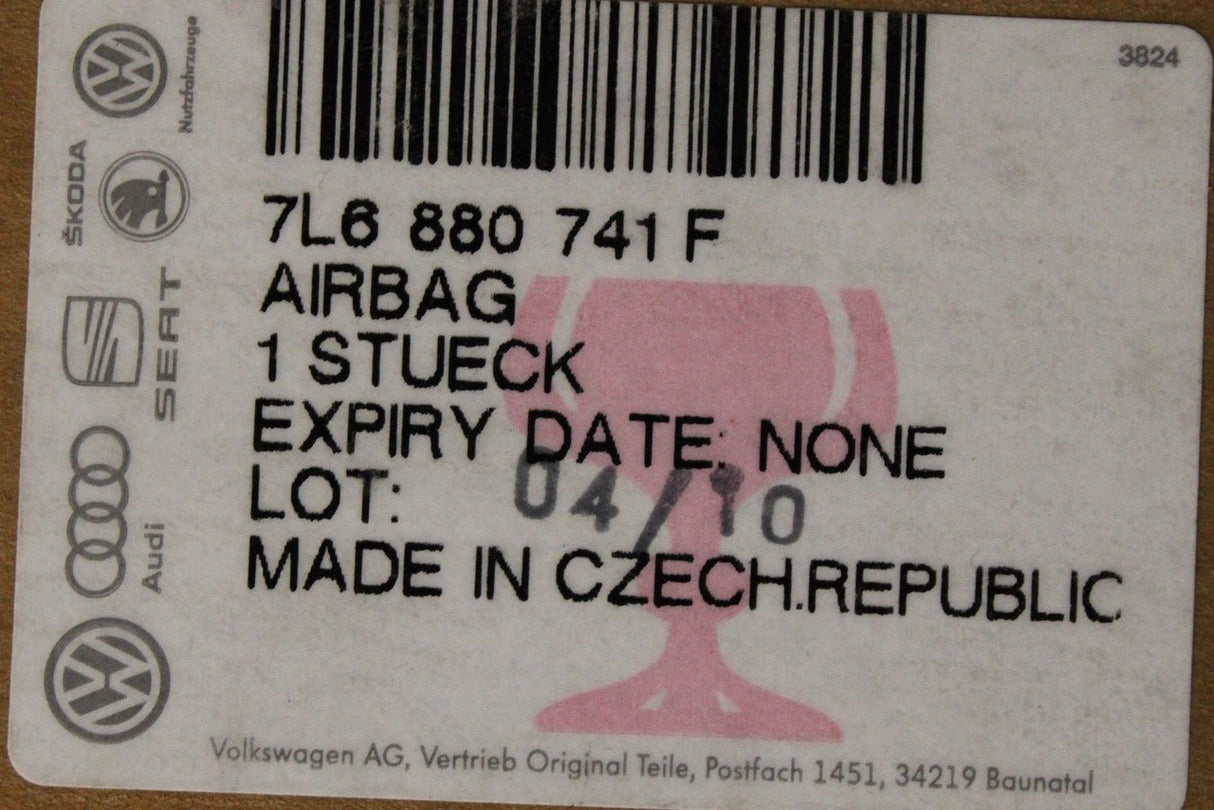 3824
Nutzfahrzeuge
ŠKODA
SEAT
Audi
7L6 880 741 F
AIRBAG
1 STUECK
EXPIRY DATE: NONE
LOT: 04/10
MADE IN CZECH.REPUBLIC
Volkswagen AG, Vertrieb Original Teile, Postfach 1451, 34219 Baunatal